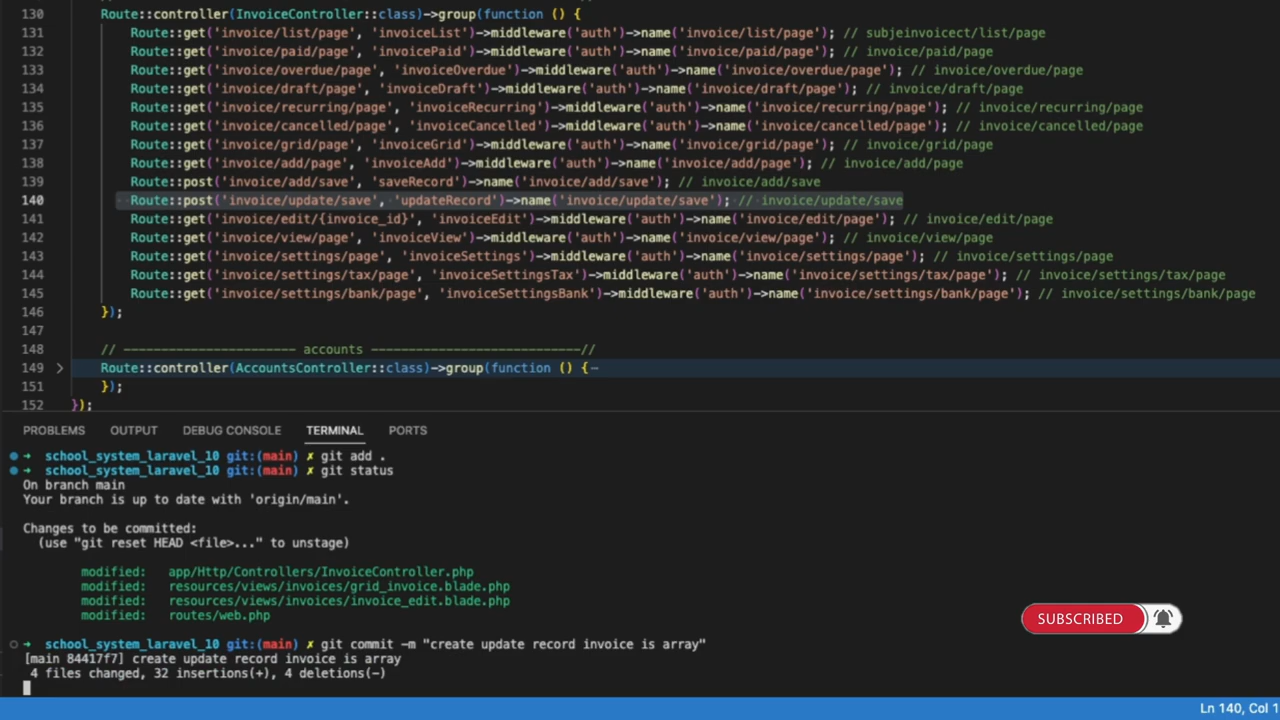 130 Route::controller(InvoiceController::class)->group(function () {
131 Route::get('invoice/list/page', 'invoiceList')->middleware('auth')->name('invoice/list/page'); // subjeinvoicect/list/page
132 Route::get('invoice/paid/page', 'invoicePaid')->middleware('auth')->name('invoice/paid/page'); // invoice/paid/page
133 Route::get('invoice/overdue/page', 'invoiceOverdue')->middleware('auth')->name('invoice/overdue/page'); // invoice/overdue/page
134 Route::get('invoice/draft/page', 'invoiceDraft')->middleware('auth')->name('invoice/draft/page'); // invoice/draft/page
135 Route::get('invoice/recurring/page', 'invoiceRecurring')->middleware('auth')->name('invoice/recurring/page'); // invoice/recurring/page
136 Route::get('invoice/cancelled/page', 'invoiceCancelled')->middleware('auth')->name('invoice/cancelled/page'); // invoice/cancelled/page
137 Route::get('invoice/grid/page', 'invoiceGrid')->middleware('auth')->name('invoice/grid/page'); // invoice/grid/page
138 Route::get('invoice/add/page', 'invoiceAdd')->middleware('auth')->name('invoice/add/page'); // invoice/add/page
139 Route::post('invoice/add/save', 'saveRecord')->name('invoice/add/save'); // invoice/add/save
140 Route::post('invoice/update/save', 'updateRecord')->name('invoice/update/save'); // invoice/update/save
141 Route::get('invoice/edit/{invoice_id}', 'invoiceEdit')->middleware('auth')->name('invoice/edit/page'); // invoice/edit/page
142 Route::get('invoice/view/page', 'invoiceView')->middleware('auth')->name('invoice/view/page'); // invoice/view/page
143 Route::get('invoice/settings/page', 'invoiceSettings')->middleware('auth')->name('invoice/settings/page'); // invoice/settings/page
144 Route::get('invoice/settings/tax/page', 'invoiceSettingsTax')->middleware('auth')->name('invoice/settings/tax/page'); // invoice/settings/tax/page
145 Route::get('invoice/settings/bank/page', 'invoiceSettingsBank')->middleware('auth')->name('invoice/settings/bank/page'); // invoice/settings/bank/page
146 });
147
148 // ----------------------- accounts ----------------------------//
149 Route::controller(AccountsController::class)->group(function () {
151 });
152 });
PROBLEMS OUTPUT DEBUG CONSOLE TERMINAL PORTS
➜ school_system_laravel_10 git:(main) ✗ git add .
➜ school_system_laravel_10 git:(main) ✗ git status
On branch main
Your branch is up to date with 'origin/main'.
Changes to be committed:
(use "git reset HEAD <file>..." to unstage)
modified: app/Http/Controllers/InvoiceController.php
modified: resources/views/invoices/grid_invoice.blade.php
modified: resources/views/invoices/invoice_edit.blade.php
modified: routes/web.php
SUBSCRIBED
➜ school_system_laravel_10 git:(main) ✗ git commit -m "create update record invoice is array"
[main 84417f7] create update record invoice is array
4 files changed, 32 insertions(+), 4 deletions(-)
Ln 140, Col 1